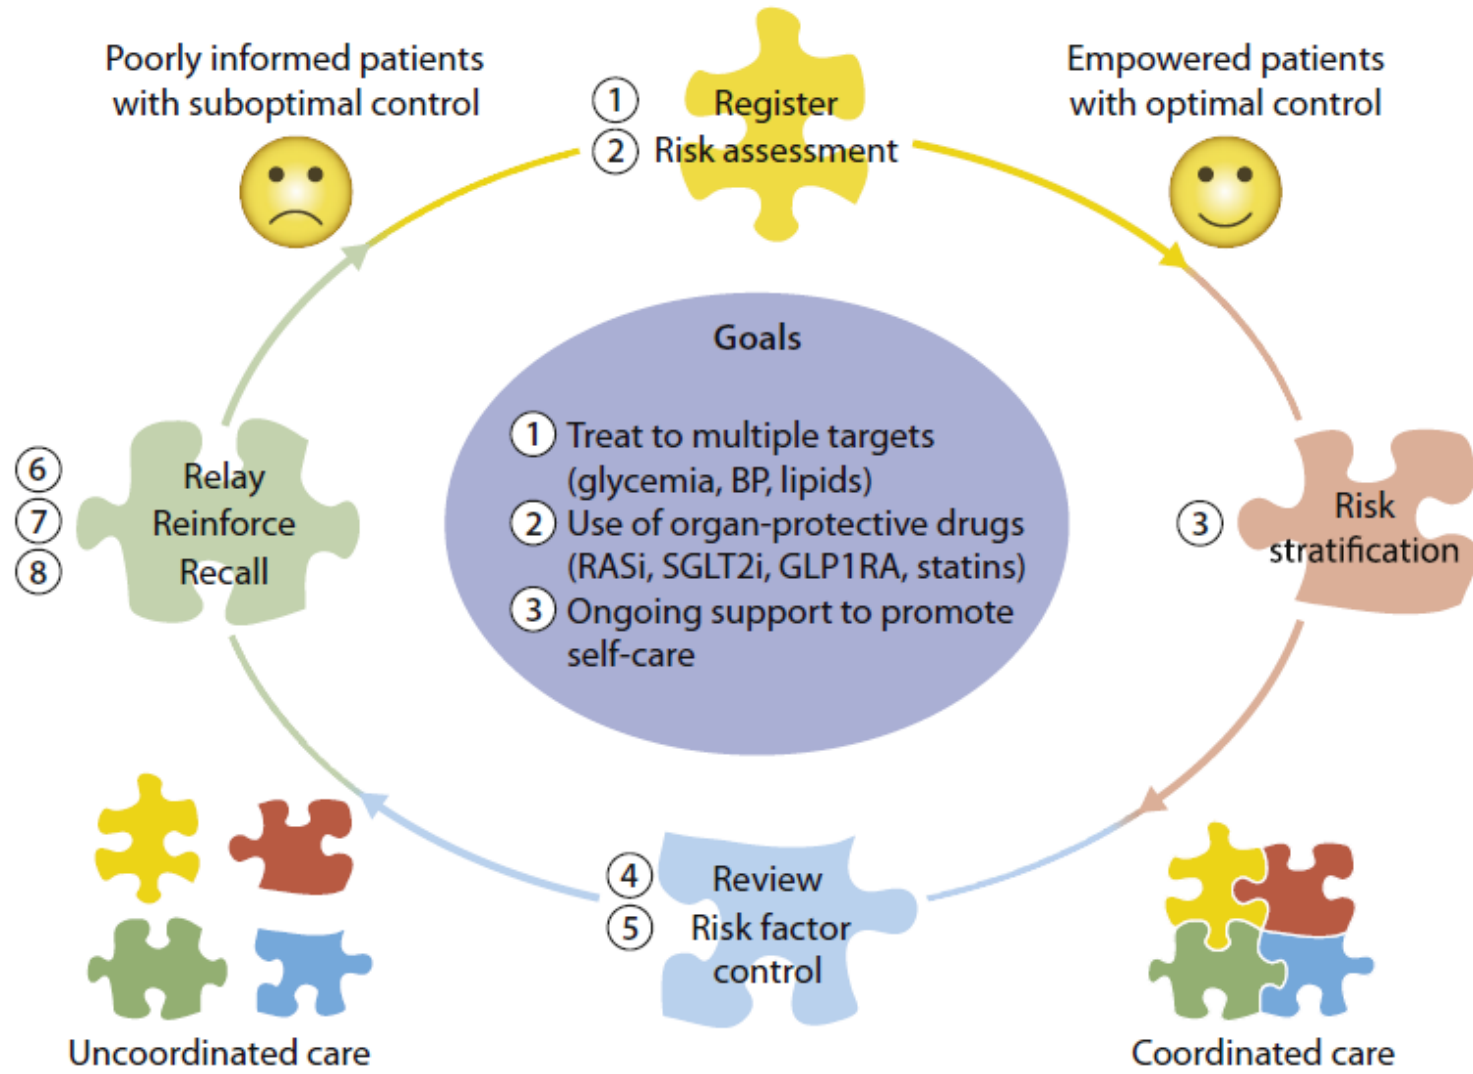 Poorly informed patients
with suboptimal control
Empowered patients
with optimal control
1 Register
2 Risk assessment
3 Risk
stratification
4 Review
5 Risk factor
control
6 Relay
7 Reinforce
8 Recall
Goals
1 Treat to multiple targets
(glycemia, BP, lipids)
2 Use of organ-protective drugs
(RASi, SGLT2i, GLP1RA, statins)
3 Ongoing support to promote
self-care
Uncoordinated care
Coordinated care